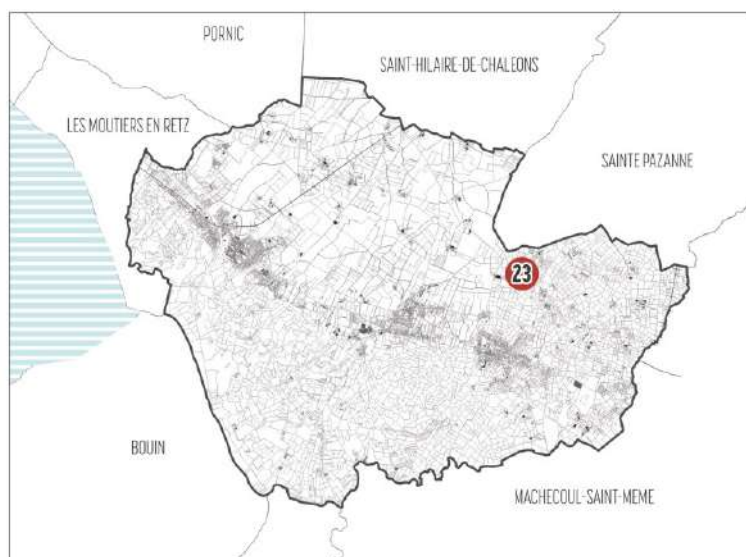 PORNIC
SAINT-HILAIRE-DE-CHALEONS
LES MOUTIERS EN RETZ
SAINTE PAZANNE
23
BOUIN
MACHECOUL-SAINT-MEME